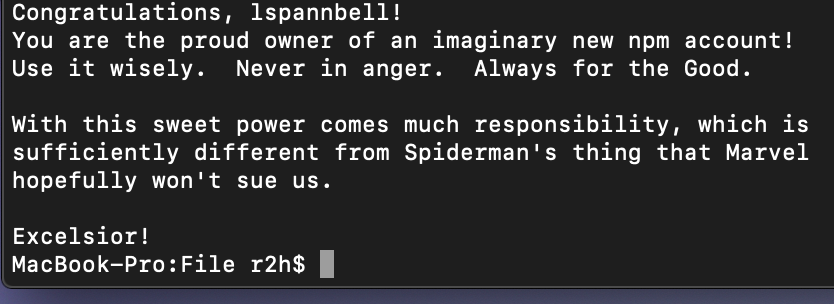 Congratulations, lspannbell!
You are the proud owner of an imaginary new npm account!
Use it wisely.  Never in anger.  Always for the Good.

With this sweet power comes much responsibility, which is
sufficiently different from Spiderman's thing that Marvel
hopefully won't sue us.

Excelsior!
MacBook-Pro:File r2h$